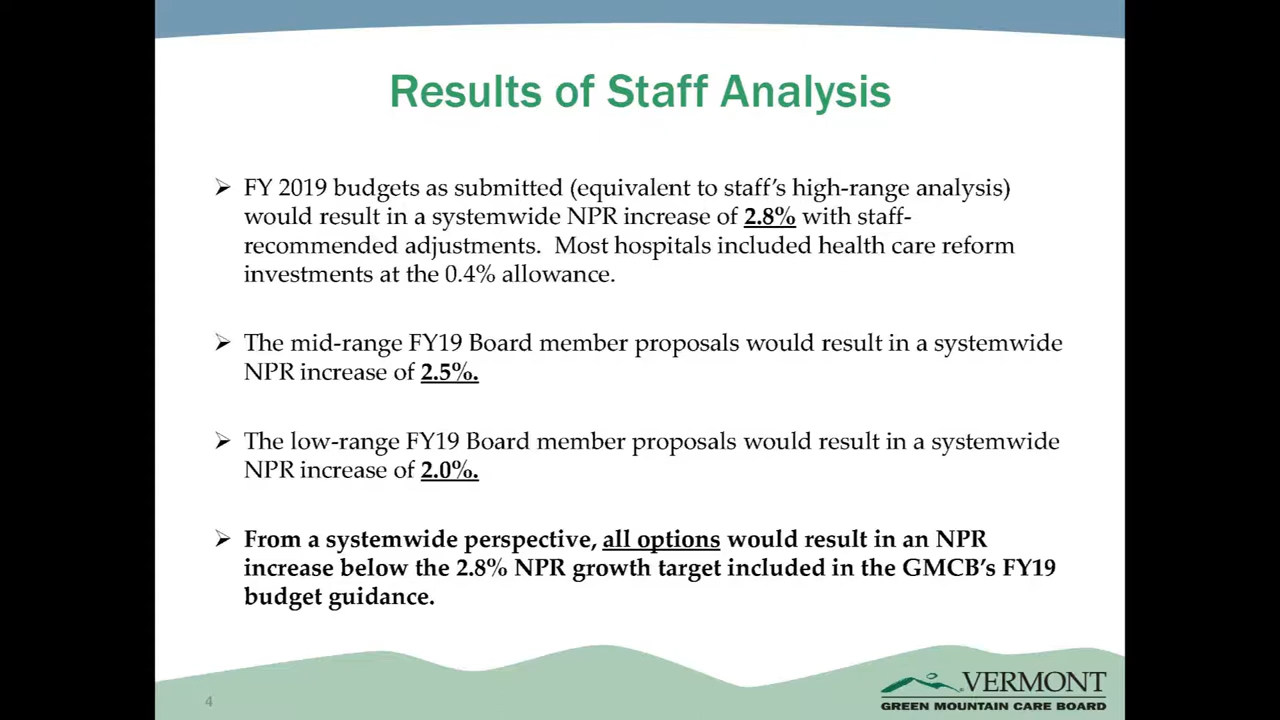 Results of Staff Analysis
➢ FY 2019 budgets as submitted (equivalent to staff’s high-range analysis)
would result in a systemwide NPR increase of 2.8% with staff-
recommended adjustments.  Most hospitals included health care reform
investments at the 0.4% allowance.
➢ The mid-range FY19 Board member proposals would result in a systemwide
NPR increase of 2.5%.
➢ The low-range FY19 Board member proposals would result in a systemwide
NPR increase of 2.0%.
➢ From a systemwide perspective, all options would result in an NPR
increase below the 2.8% NPR growth target included in the GMCB’s FY19
budget guidance.
4
VERMONT
GREEN MOUNTAIN CARE BOARD